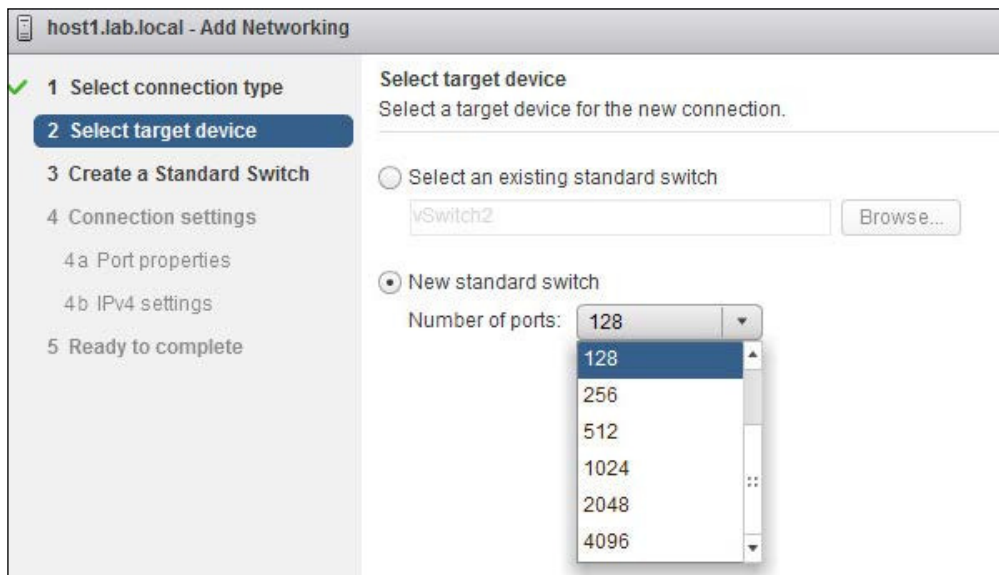 host1.lab.local - Add Networking
1 Select connection type
2 Select target device
3 Create a Standard Switch
4 Connection settings
4a Port properties
4b IPv4 settings
5 Ready to complete
Select target device
Select a target device for the new connection.
Select an existing standard switch
vSwitch2 Browse...
New standard switch
Number of ports: 128
128
256
512
1024
2048
4096